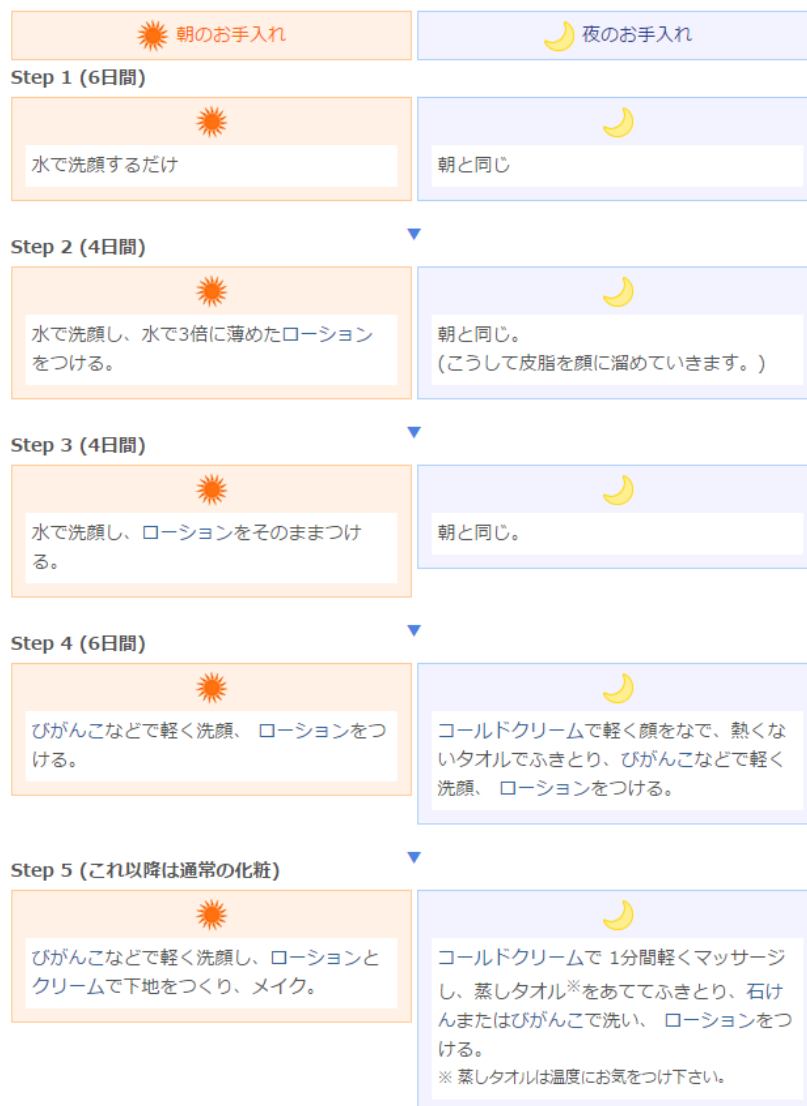 朝のお手入れ
夜のお手入れ
Step 1 (6日間)
水で洗顔するだけ
朝と同じ
Step 2 (4日間)
水で洗顔し、水で3倍に薄めたローション
をつける。
朝と同じ。
(こうして皮脂を顔に溜めていきます。)
Step 3 (4日間)
水で洗顔し、ローションをそのままつけ
る。
朝と同じ。
Step 4 (6日間)
びがんこなどで軽く洗顔、 ローションをつ
ける。
コールドクリームで軽く顔をなで、熱くな
いタオルでふきとり、びがんこなどで軽く
洗顔、 ローションをつける。
Step 5 (これ以降は通常の化粧)
びがんこなどで軽く洗顔し、ローションと
クリームで下地をつくり、メイク。
コールドクリームで 1分間軽くマッサージ
し、蒸しタオル※をあててふきとり、石け
んまたはびがんこで洗い、 ローションをつ
ける。
※ 蒸しタオルは温度にお気をつけ下さい。